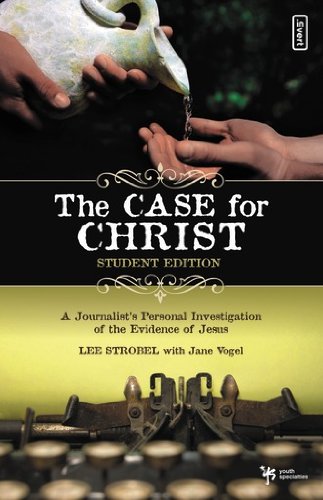 invert
The CASE for
CHRIST
STUDENT EDITION
A Journalist's Personal Investigation
of the Evidence of Jesus
LEE STROBEL with Jane Vogel
youth
specialties